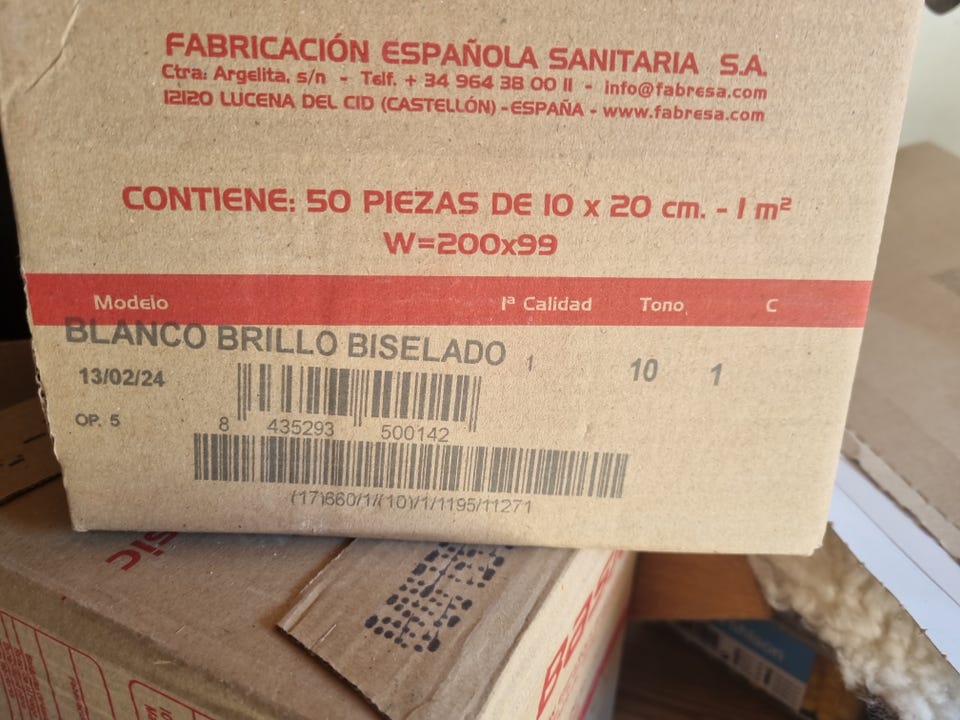 FABRICACIÓN ESPAÑOLA SANITARIA S.A.
Ctra: Argelita, s/n - Telf. + 34 964 38 00 11 - info@fabresa.com
12120 LUCENA DEL CID (CASTELLÓN) - ESPAÑA - www.fabresa.com
CONTIENE: 50 PIEZAS DE 10 x 20 cm. - 1 m²
W=200x99
Modelo 1ª Calidad Tono C
BLANCO BRILLO BISELADO 1 10 1
13/02/24
OP. 5
8 435293 500142
(17)660/1/(10)/1/1195/11271
sic
Bas